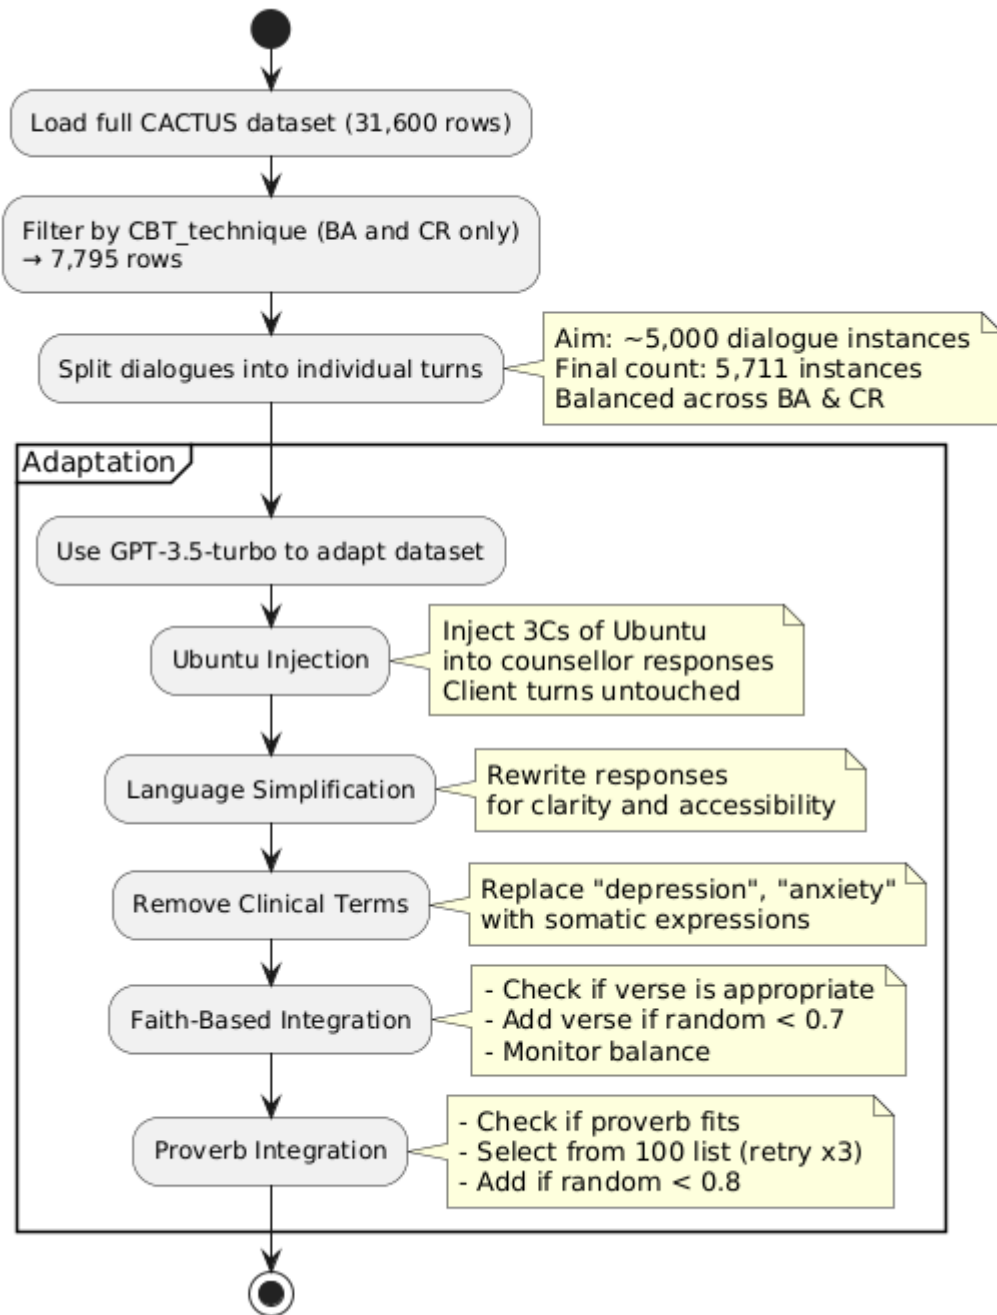 Load full CACTUS dataset (31,600 rows)
Filter by CBT_technique (BA and CR only)
→ 7,795 rows
Split dialogues into individual turns
Aim: ~5,000 dialogue instances
Final count: 5,711 instances
Balanced across BA & CR
Adaptation
Use GPT-3.5-turbo to adapt dataset
Ubuntu Injection
Inject 3Cs of Ubuntu
into counsellor responses
Client turns untouched
Language Simplification
Rewrite responses
for clarity and accessibility
Remove Clinical Terms
Replace "depression", "anxiety"
with somatic expressions
Faith-Based Integration
- Check if verse is appropriate
- Add verse if random < 0.7
- Monitor balance
Proverb Integration
- Check if proverb fits
- Select from 100 list (retry x3)
- Add if random < 0.8